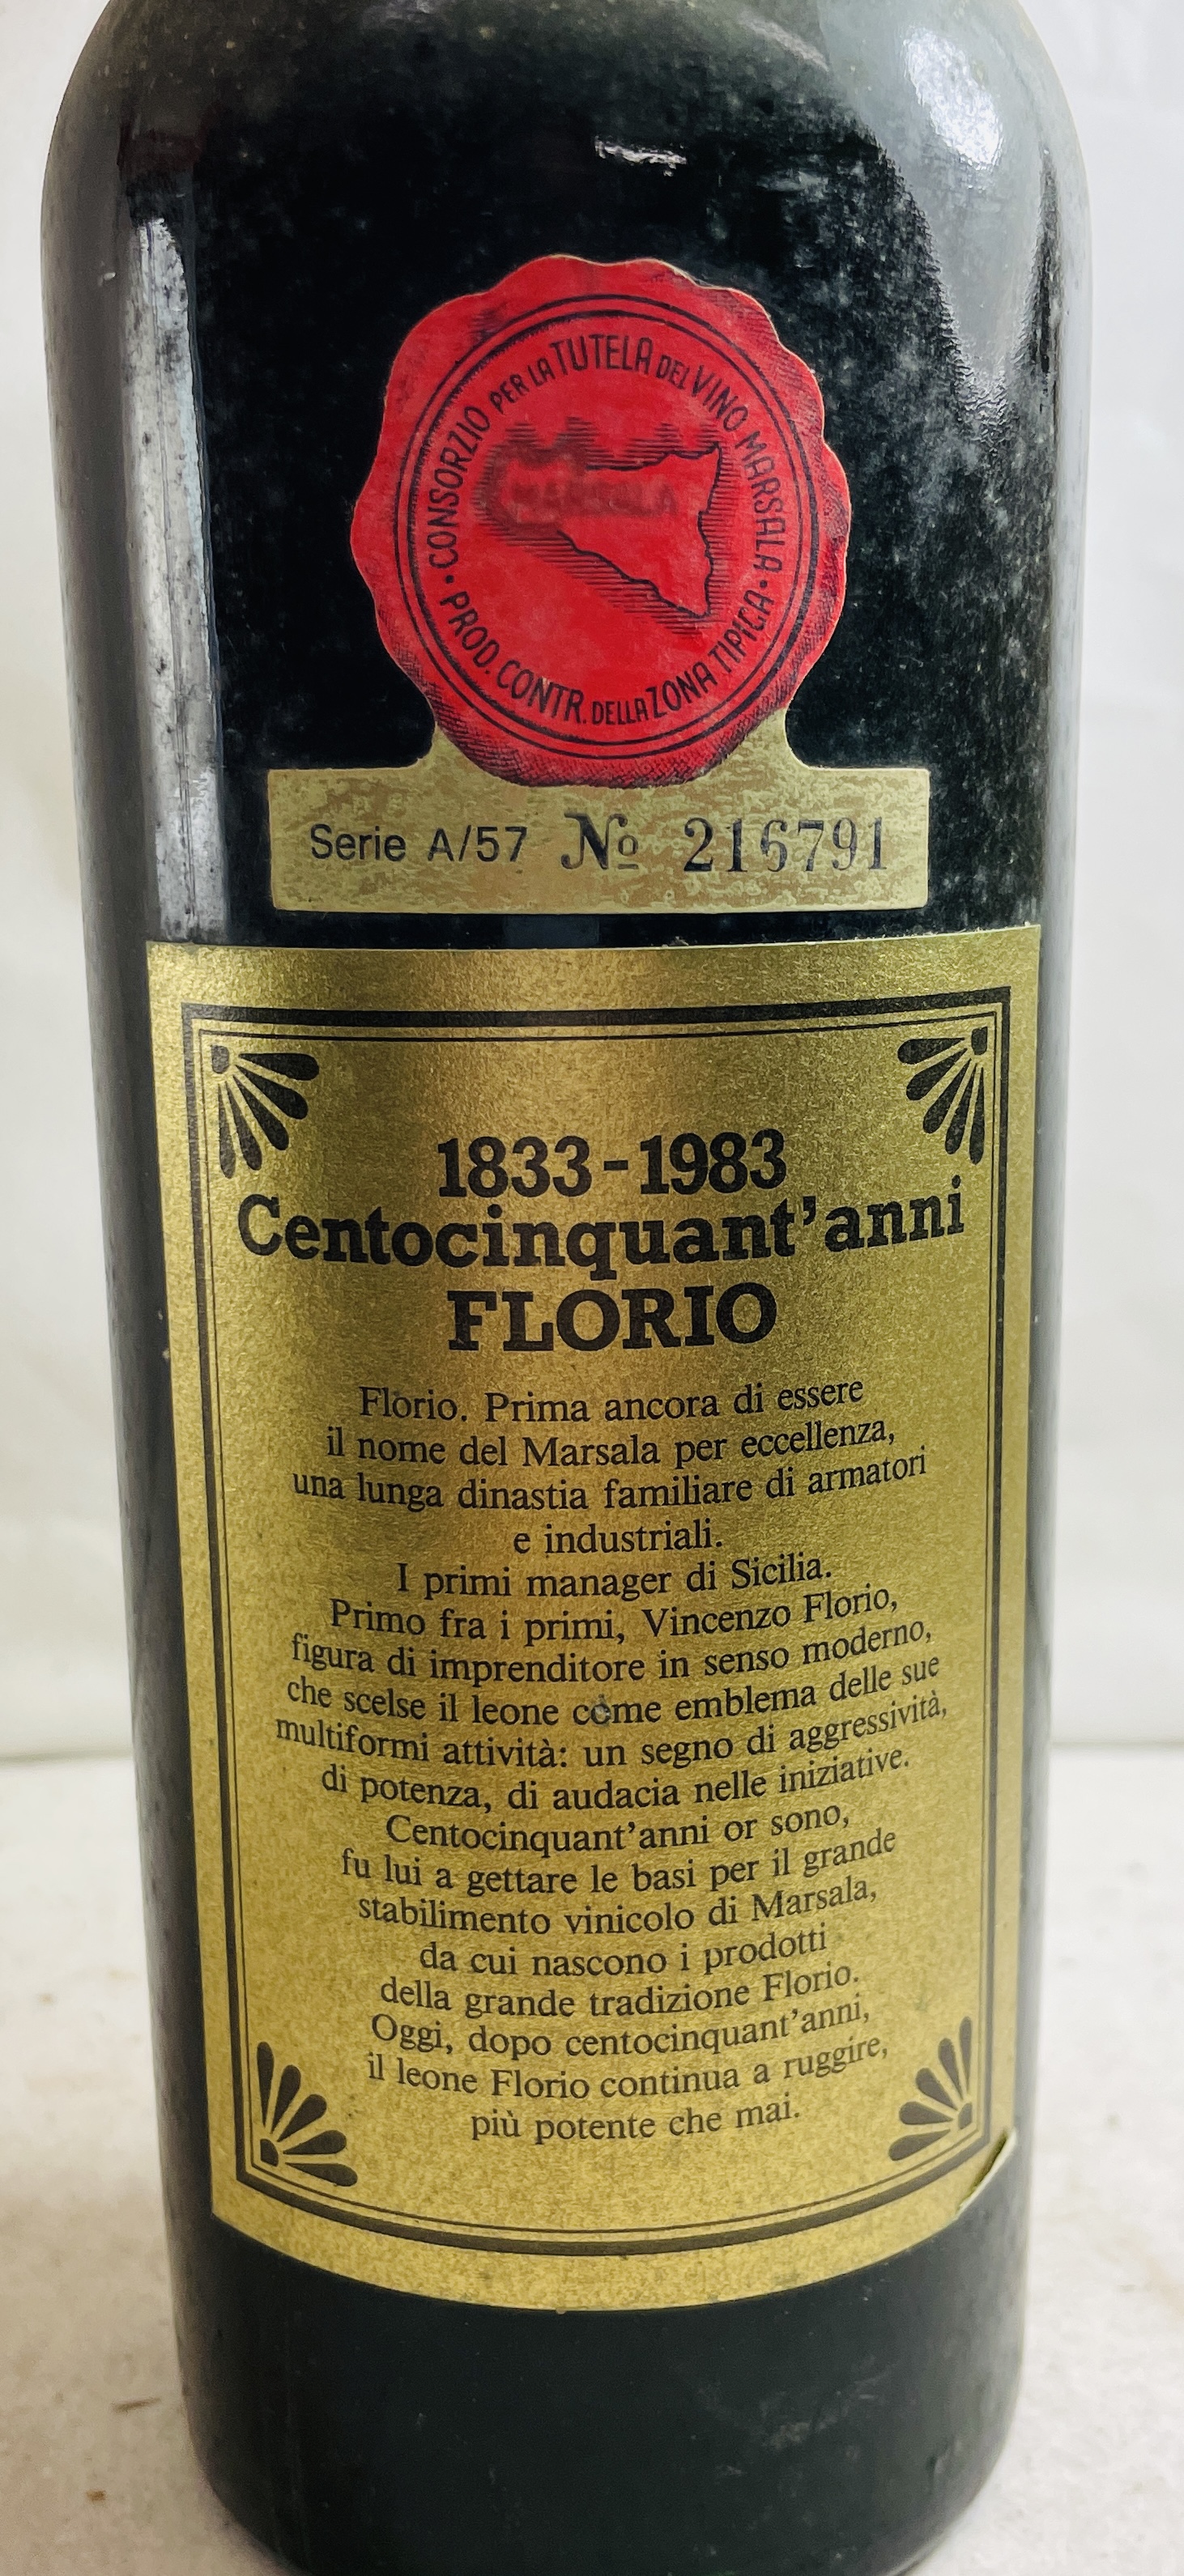 CONSORZIO PER LA TUTELA DEL VINO MARSALA
PROD. CONTR. DELLA ZONA TIPICA
MARSALA
Serie A/57 No 216791
1833-1983
Centocinquant'anni
FLORIO
Florio. Prima ancora di essere
il nome del Marsala per eccellenza,
una lunga dinastia familiare di armatori
e industriali.
I primi manager di Sicilia.
Primo fra i primi, Vincenzo Florio,
figura di imprenditore in senso moderno,
che scelse il leone come emblema delle sue
multiformi attività: un segno di aggressività,
di potenza, di audacia nelle iniziative.
Centocinquant'anni or sono,
fu lui a gettare le basi per il grande
stabilimento vinicolo di Marsala,
da cui nascono i prodotti
della grande tradizione Florio.
Oggi, dopo centocinquant'anni,
il leone Florio continua a ruggire,
più potente che mai.